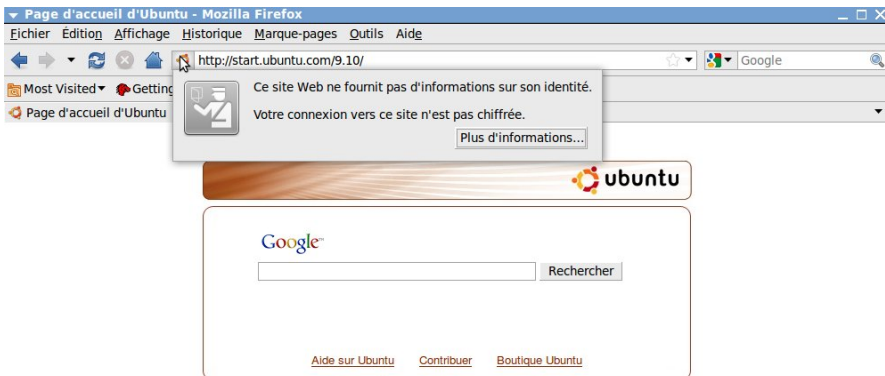 Page d'accueil d'Ubuntu - Mozilla Firefox
Fichier Édition Affichage Historique Marque-pages Outils Aide
http://start.ubuntu.com/9.10/
Google
Most Visited
Getting
Ce site Web ne fournit pas d'informations sur son identité.
Votre connexion vers ce site n'est pas chiffrée.
Plus d'informations...
Page d'accueil d'Ubuntu
ubuntu
Google™
Rechercher
Aide sur Ubuntu Contribuer Boutique Ubuntu